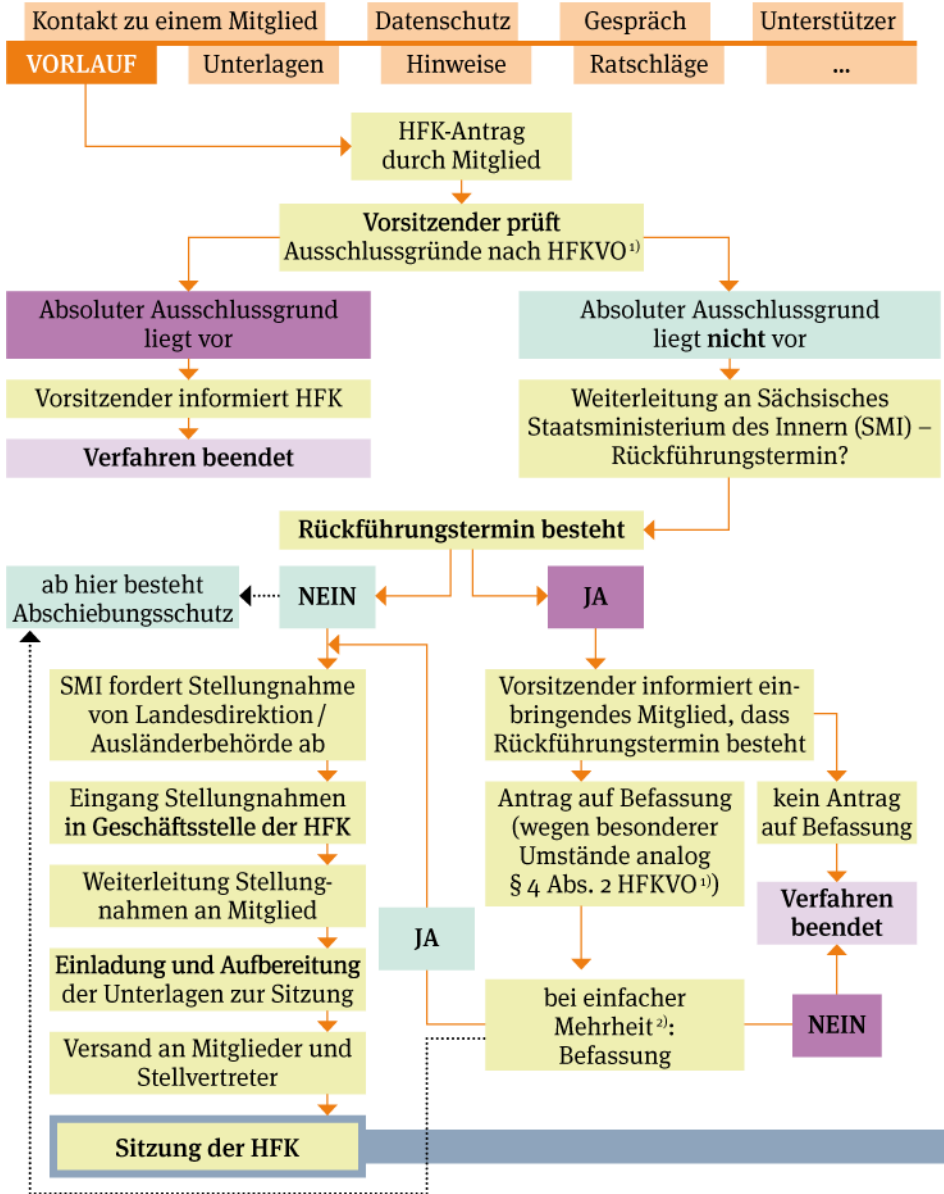 Kontakt zu einem Mitglied
Datenschutz
Gespräch
Unterstützer
VORLAUF
Unterlagen
Hinweise
Ratschläge
...
HFK-Antrag
durch Mitglied
Vorsitzender prüft
Ausschlussgründe nach HFKVO ¹⁾
Absoluter Ausschlussgrund
liegt vor
Absoluter Ausschlussgrund
liegt nicht vor
Vorsitzender informiert HFK
Verfahren beendet
Weiterleitung an Sächsisches
Staatsministerium des Innern (SMI) –
Rückführungstermin?
Rückführungstermin besteht
ab hier besteht
Abschiebungsschutz
NEIN
JA
SMI fordert Stellungnahme
von Landesdirektion /
Ausländerbehörde ab
Vorsitzender informiert ein-
bringendes Mitglied, dass
Rückführungstermin besteht
Eingang Stellungnahmen
in Geschäftsstelle der HFK
Antrag auf Befassung
(wegen besonderer
Umstände analog
§ 4 Abs. 2 HFKVO ¹⁾)
kein Antrag
auf Befassung
Weiterleitung Stellung-
nahmen an Mitglied
Verfahren
beendet
JA
Einladung und Aufbereitung
der Unterlagen zur Sitzung
bei einfacher
Mehrheit ²⁾:
Befassung
NEIN
Versand an Mitglieder und
Stellvertreter
Sitzung der HFK